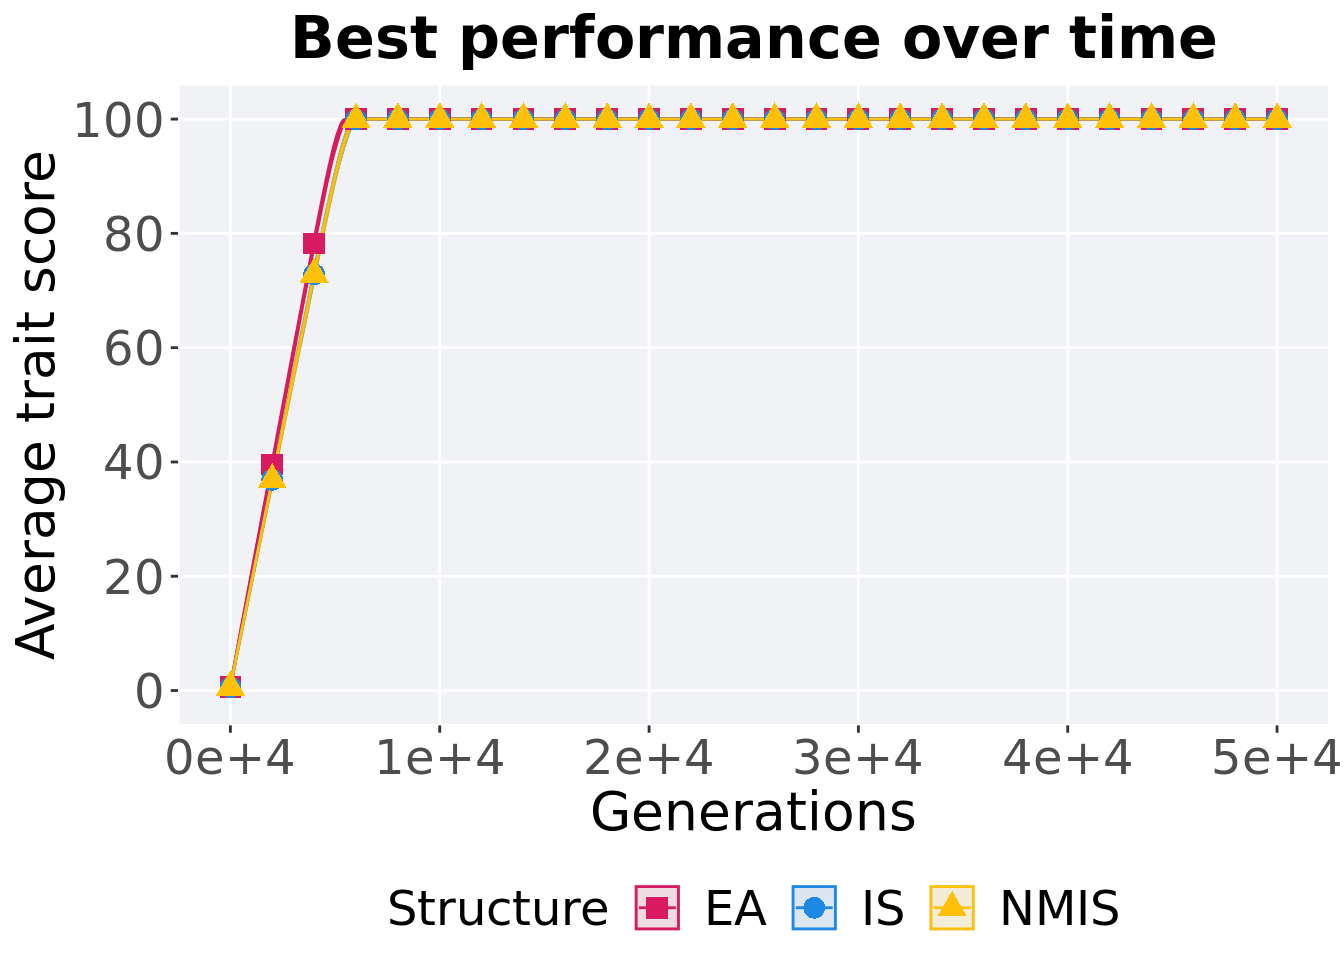 Best performance over time
Average trait score
100
80
60
40
20
0
0e+4 1e+4 2e+4 3e+4 4e+4 5e+4
Generations
Structure EA IS NMIS